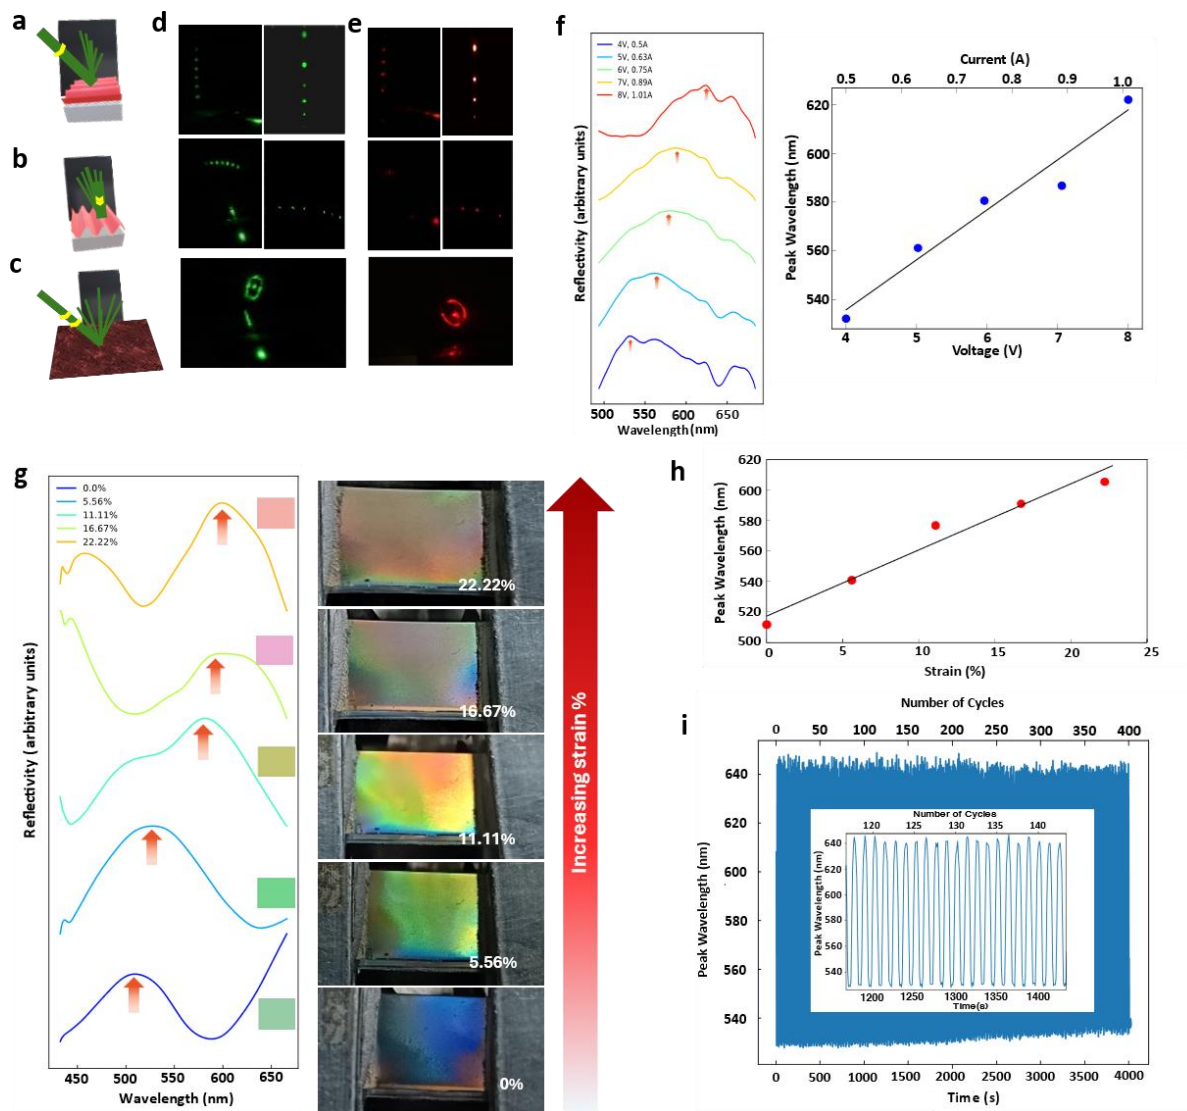 a
b
c
d
e
f
4V, 0.5A
5V, 0.63A
6V, 0.75A
7V, 0.89A
8V, 1.01A
Reflectivity (arbitrary units)
500 550 600 650
Wavelength (nm)
Current (A)
0.5 0.6 0.7 0.8 0.9 1.0
Peak Wavelength (nm)
620
600
580
560
540
4 5 6 7 8
Voltage (V)
g
0.0%
5.56%
11.11%
16.67%
22.22%
Reflectivity (arbitrary units)
450 500 550 600 650
Wavelength (nm)
22.22%
16.67%
11.11%
5.56%
0%
Increasing strain %
h
Peak Wavelength (nm)
620
600
580
560
540
520
500
0 5 10 15 20 25
Strain (%)
i
Number of Cycles
0 50 100 150 200 250 300 350 400
Peak Wavelength (nm)
640
620
600
580
560
540
0 500 1000 1500 2000 2500 3000 3500 4000
Time (s)
Number of Cycles
120 125 130 135 140
Peak Wavelength (nm)
640
620
600
580
560
540
1200 1250 1300 1350 1400
Time(s)